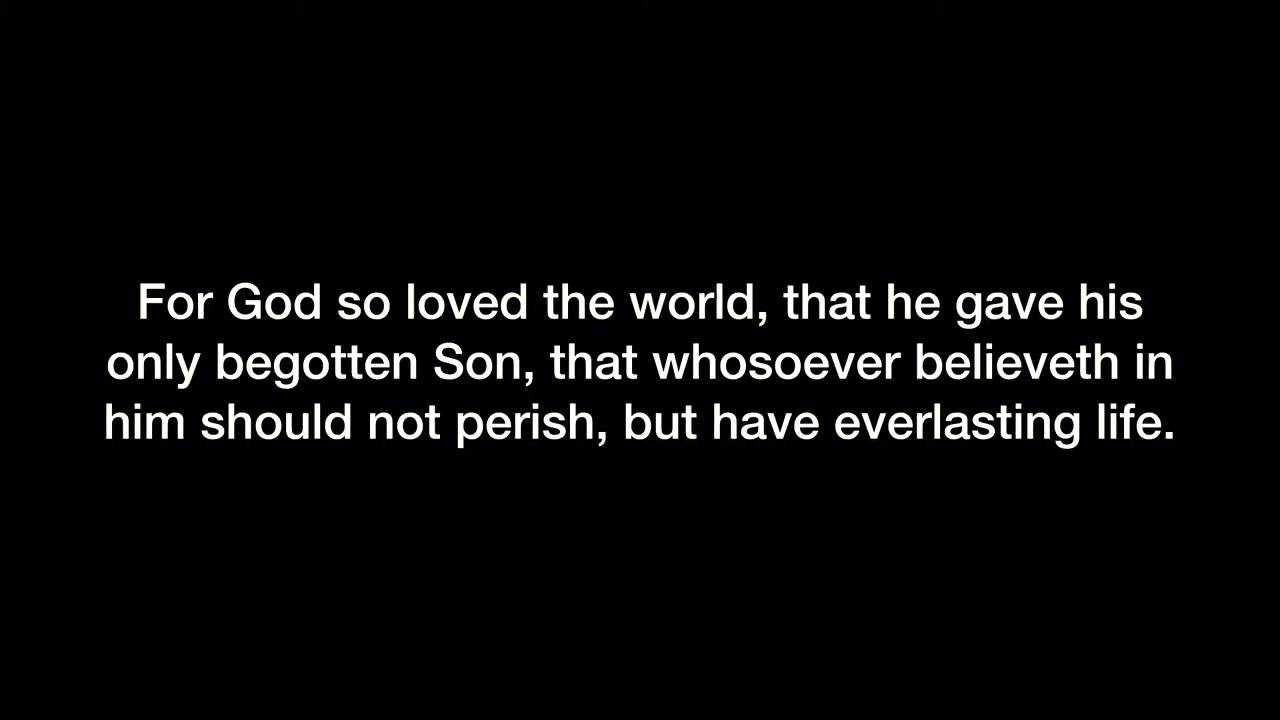 For God so loved the world, that he gave his
only begotten Son, that whosoever believeth in
him should not perish, but have everlasting life.